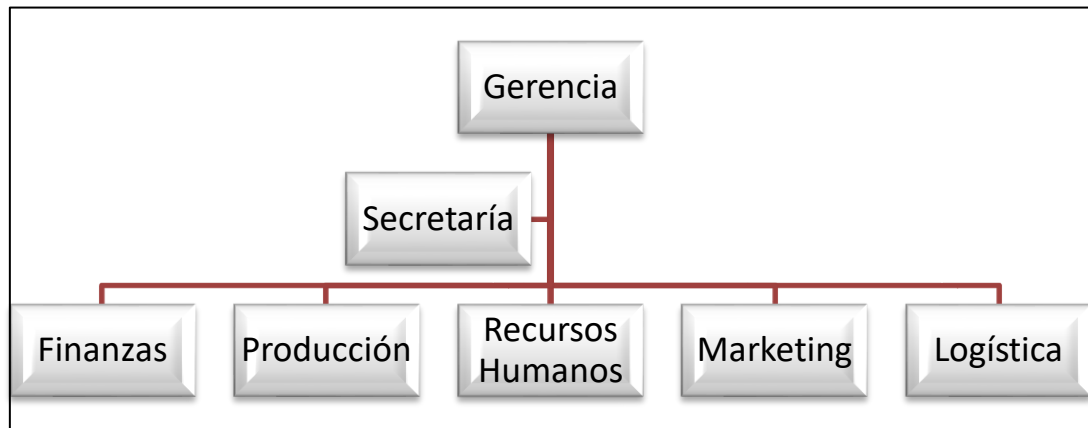 Gerencia
Secretaría
Finanzas
Producción
Recursos
Humanos
Marketing
Logística